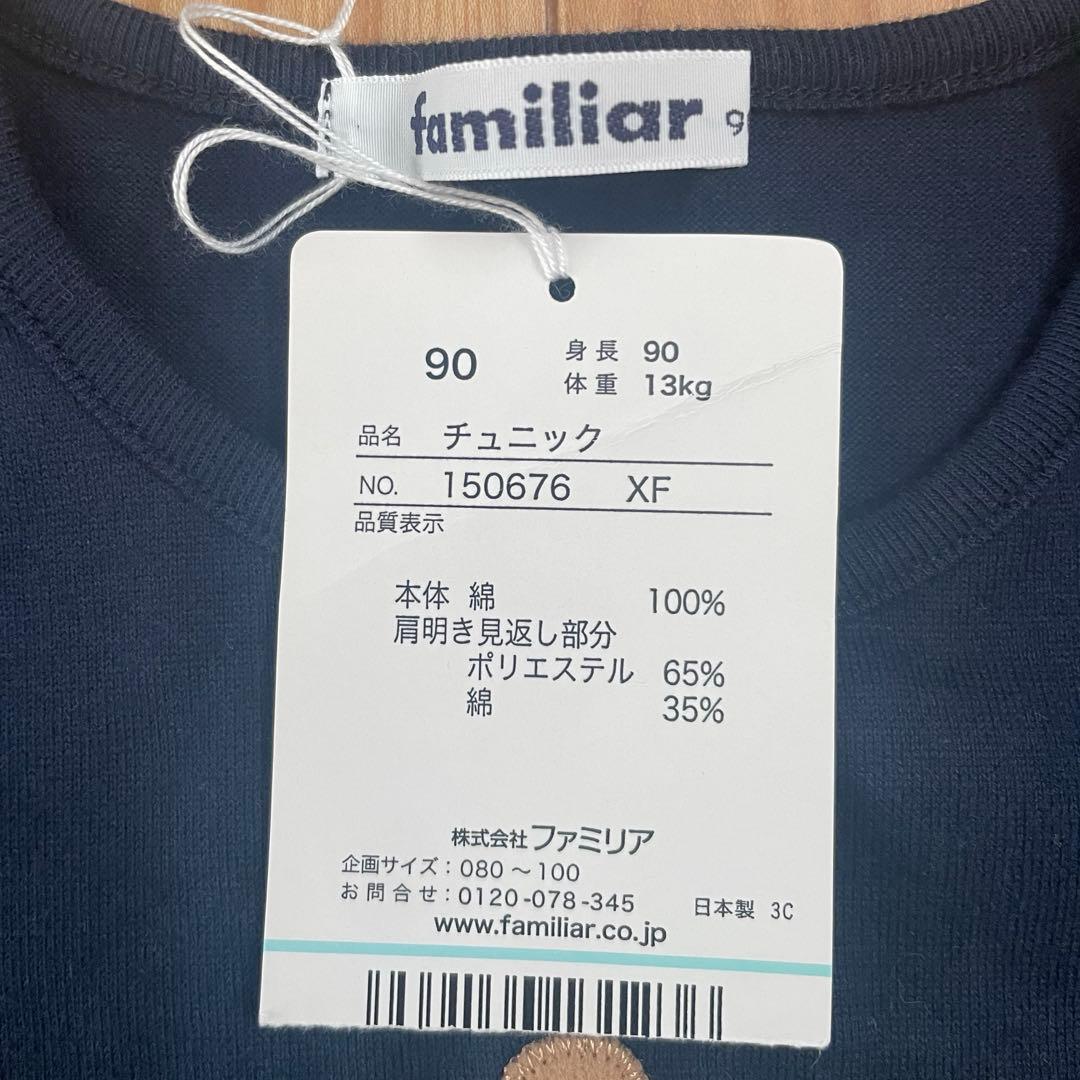 familiar 9
90
身長 90
体重 13kg
品名 チュニック
NO. 150676 XF
品質表示
本体 綿 100%
肩明き見返し部分
ポリエステル 65%
綿 35%
株式会社ファミリア
企画サイズ：080～100
お問合せ：0120-078-345
日本製 3C
www.familiar.co.jp